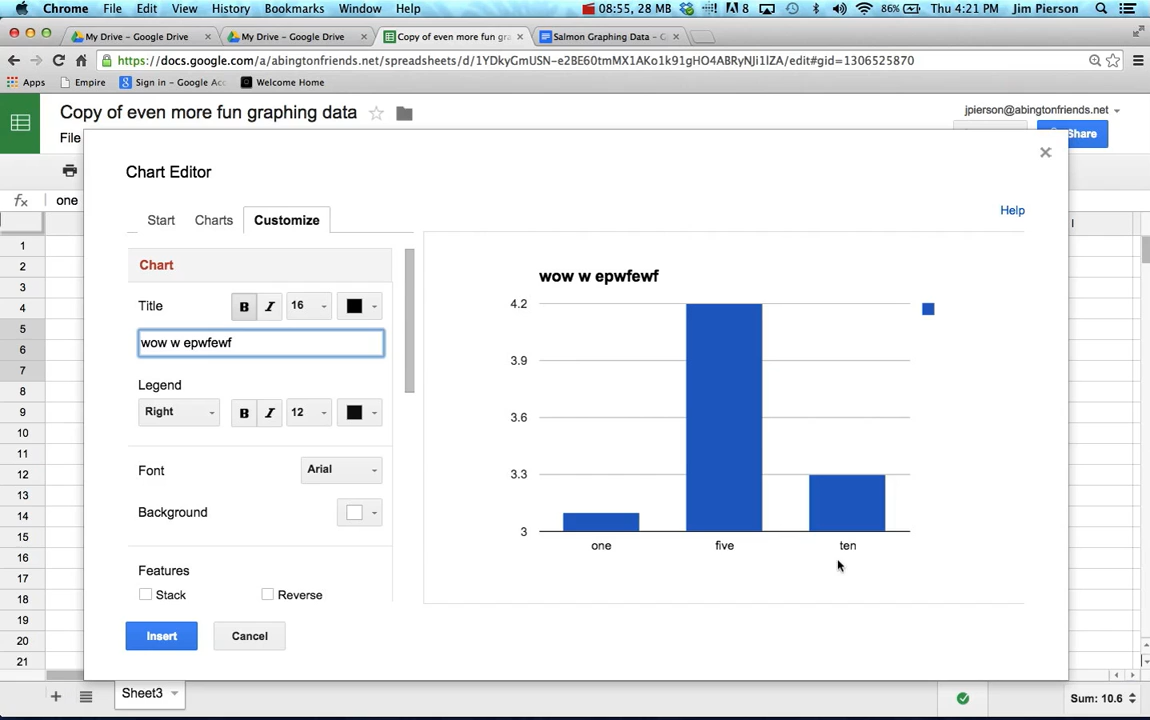 Chrome File Edit View History Bookmarks Window Help 08:55, 28 MB 8 86% Thu 4:21 PM Jim Pierson
My Drive – Google Drive × My Drive – Google Drive × Copy of even more fun gra × Salmon Graphing Data – C ×
https://docs.google.com/a/abingtonfriends.net/spreadsheets/d/1YDkyGmUSN-e2BE60tmMX1AKo1k91gHO4ABRyNJi1lZA/edit#gid=1306525870
Apps Empire Sign in – Google Acc Welcome Home
Copy of even more fun graphing data
jpierson@abingtonfriends.net
File
Share
fx one
Chart Editor
Help
Start Charts Customize
Chart
Title B I 16
wow w epwfewf
Legend
Right B I 12
Font Arial
Background
Features
Stack Reverse
Insert Cancel
wow w epwfewf
4.2
3.9
3.6
3.3
3
one five ten
I
1
2
3
4
5
6
7
8
9
10
11
12
13
14
15
16
17
18
19
20
21
+ Sheet3 Sum: 10.6